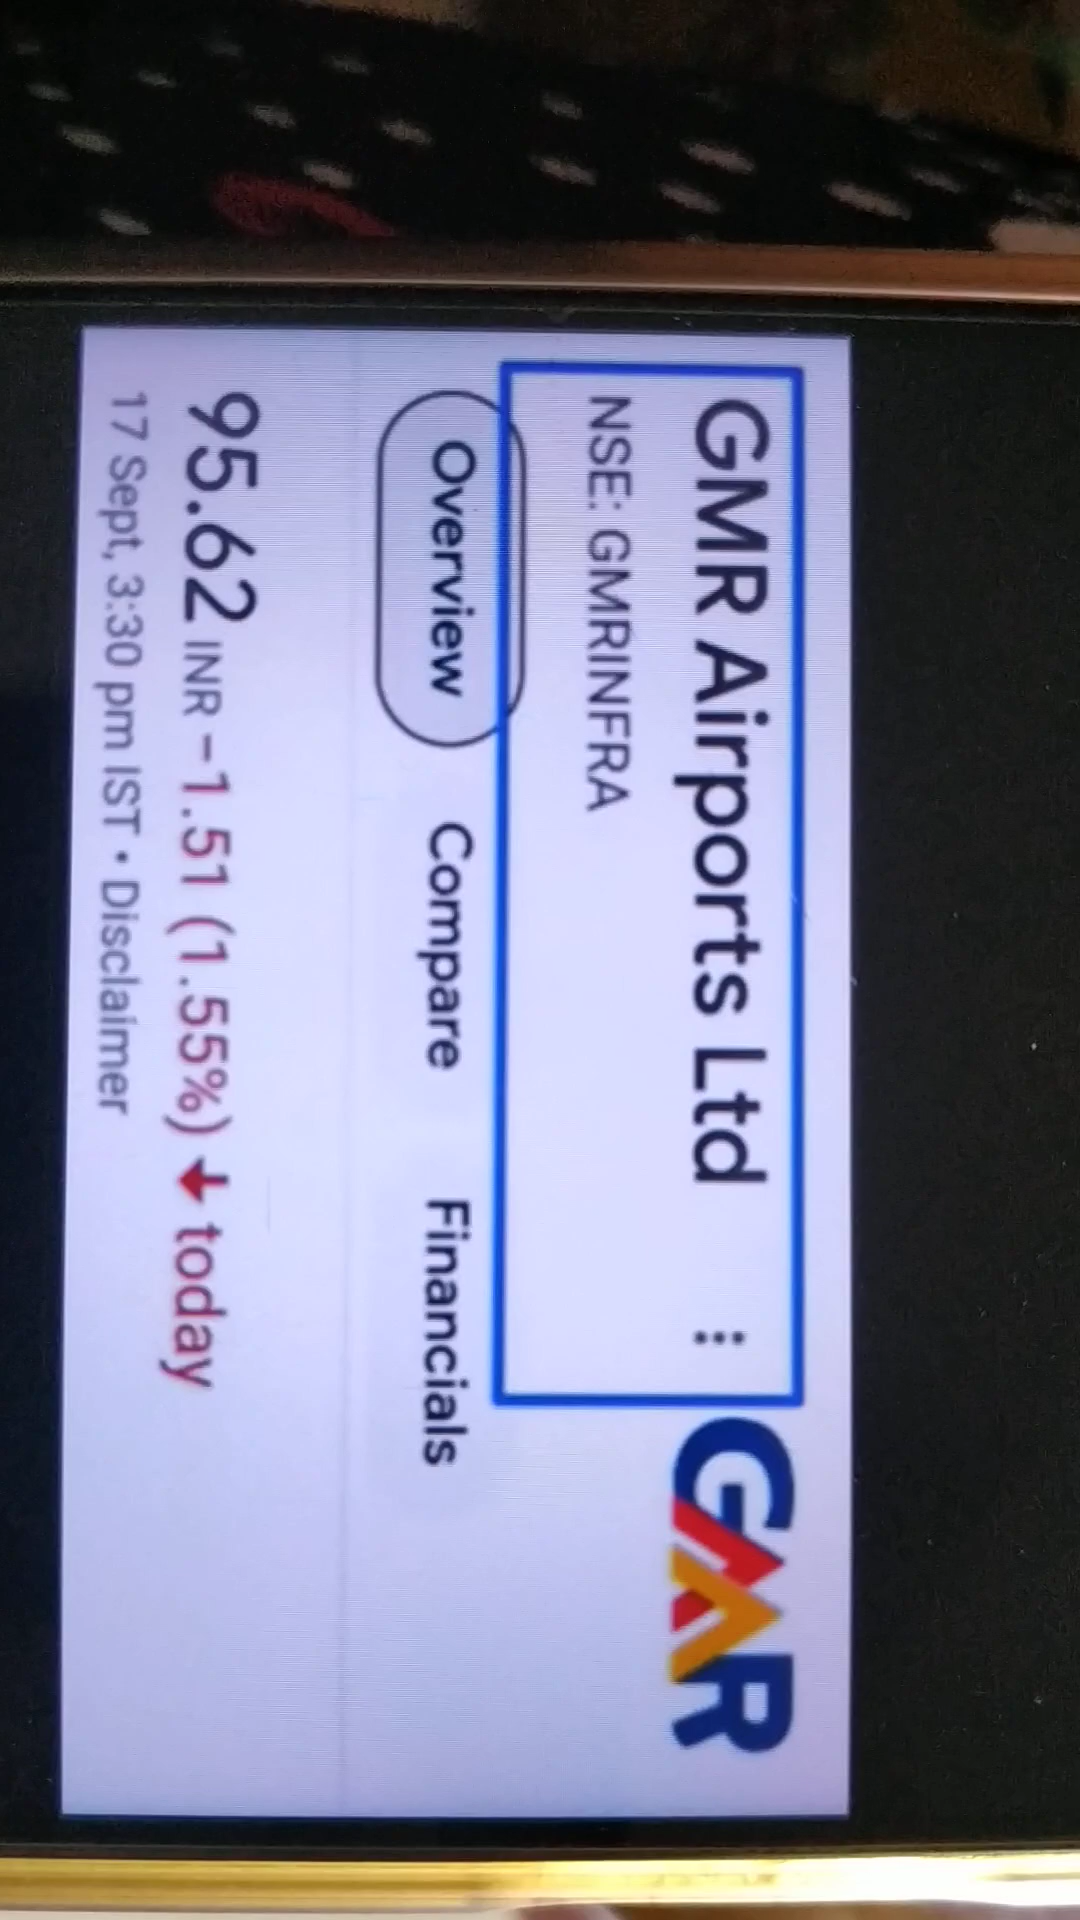 GMR Airports Ltd
GMR
NSE: GMRINFRA
Overview Compare Financials
95.62 INR −1.51 (1.55%) ↓ today
17 Sept, 3:30 pm IST • Disclaimer